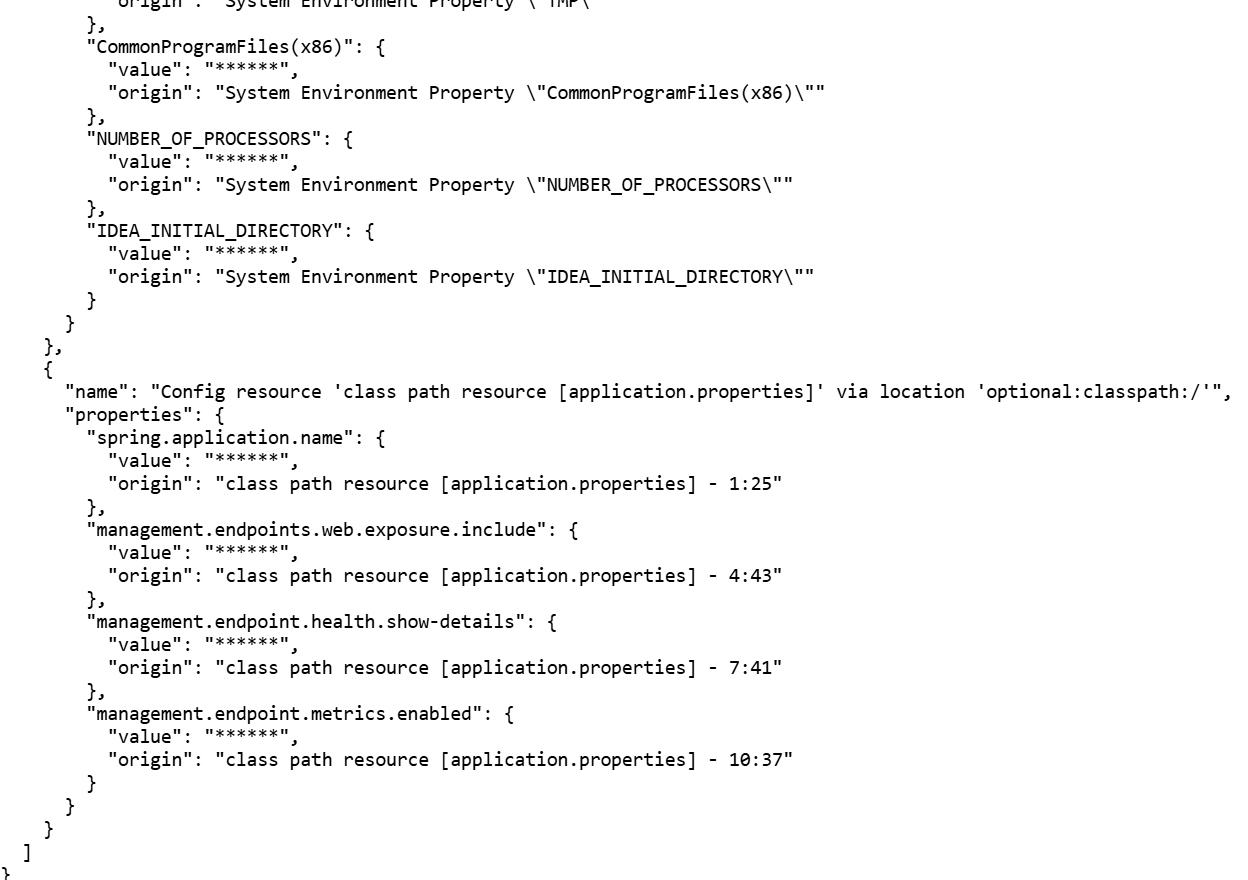 "origin": "System Environment Property \"TMP\"
},
"CommonProgramFiles(x86)": {
"value": "******",
"origin": "System Environment Property \"CommonProgramFiles(x86)\""
},
"NUMBER_OF_PROCESSORS": {
"value": "******",
"origin": "System Environment Property \"NUMBER_OF_PROCESSORS\""
},
"IDEA_INITIAL_DIRECTORY": {
"value": "******",
"origin": "System Environment Property \"IDEA_INITIAL_DIRECTORY\""
}
}
},
{
"name": "Config resource 'class path resource [application.properties]' via location 'optional:classpath:/'",
"properties": {
"spring.application.name": {
"value": "******",
"origin": "class path resource [application.properties] - 1:25"
},
"management.endpoints.web.exposure.include": {
"value": "******",
"origin": "class path resource [application.properties] - 4:43"
},
"management.endpoint.health.show-details": {
"value": "******",
"origin": "class path resource [application.properties] - 7:41"
},
"management.endpoint.metrics.enabled": {
"value": "******",
"origin": "class path resource [application.properties] - 10:37"
}
}
}
]
}